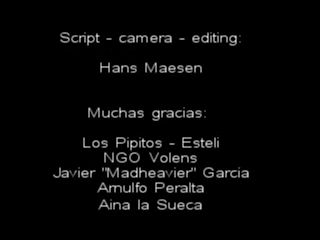 Script - camera - editing:
Hans Maesen
Muchas gracias:
Los Pipitos - Esteli
NGO Volens
Javier "Madheavier" Garcia
Arnulfo Peralta
Aina la Sueca